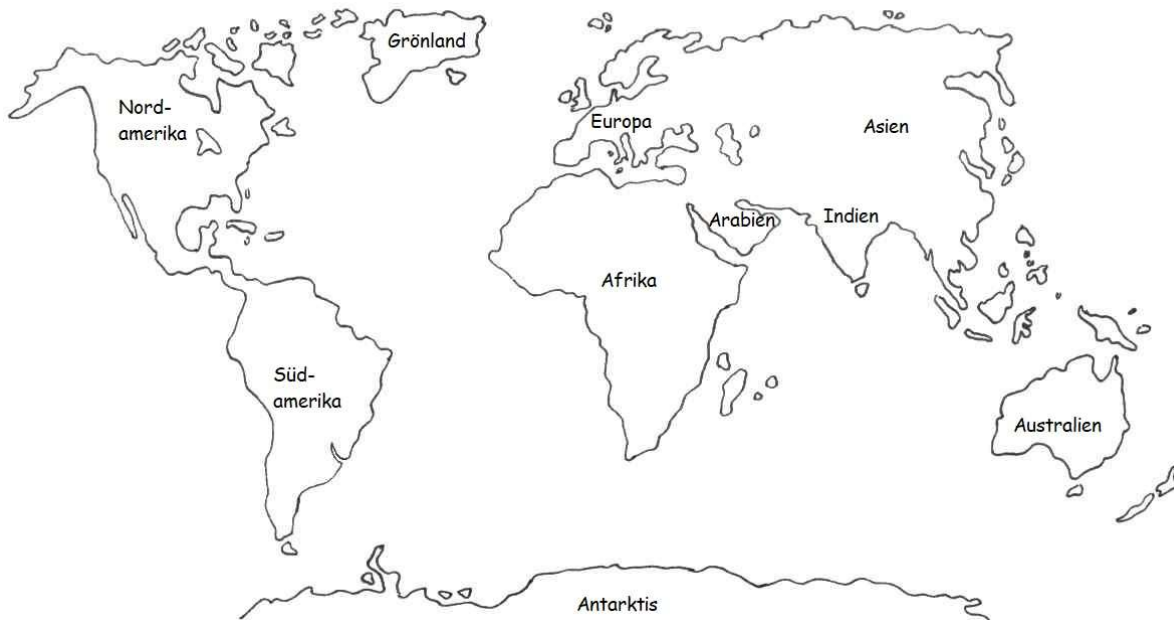 Grönland
Nord-
amerika
Europa
Asien
Arabien
Indien
Afrika
Süd-
amerika
Australien
Antarktis